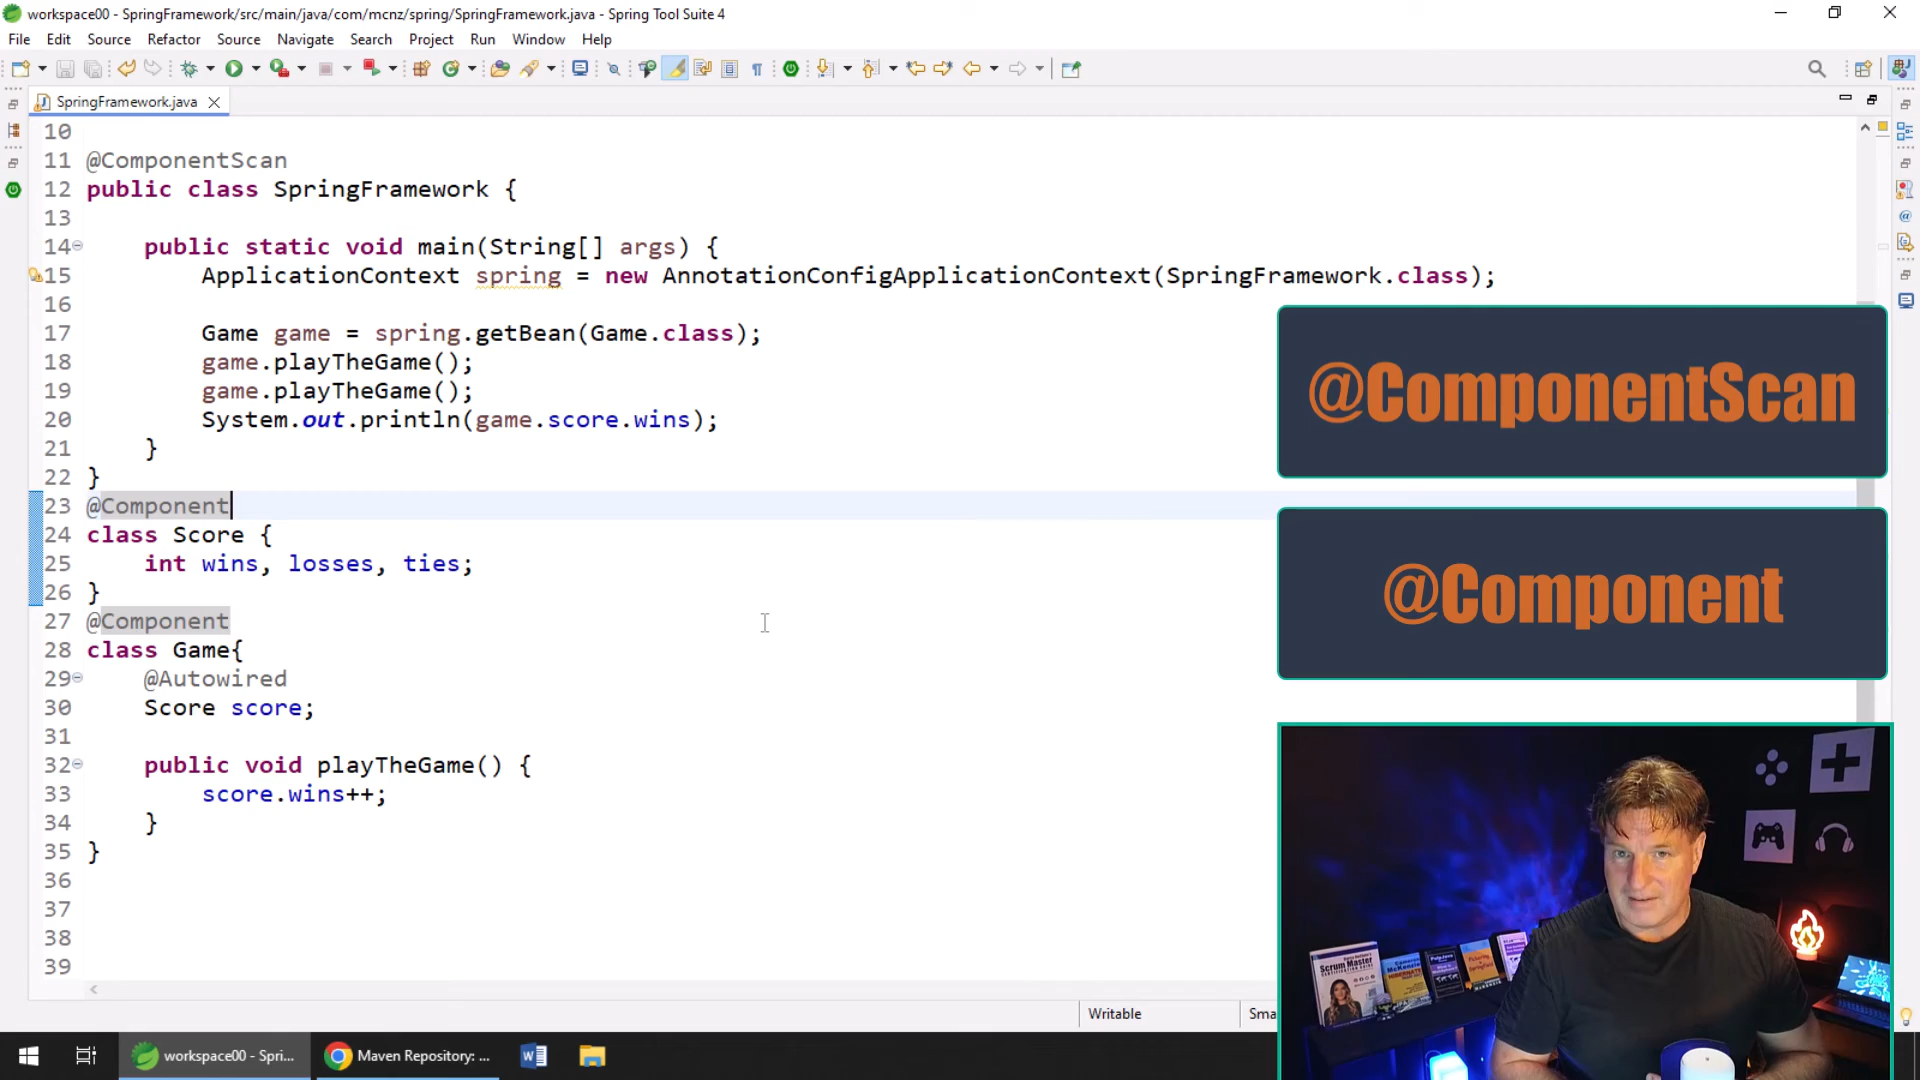 workspace00 - SpringFramework/src/main/java/com/mcnz/spring/SpringFramework.java - Spring Tool Suite 4
File Edit Source Refactor Source Navigate Search Project Run Window Help
SpringFramework.java
10
11 @ComponentScan
12 public class SpringFramework {
13
14 public static void main(String[] args) {
15 ApplicationContext spring = new AnnotationConfigApplicationContext(SpringFramework.class);
16
17 Game game = spring.getBean(Game.class);
18 game.playTheGame();
19 game.playTheGame();
20 System.out.println(game.score.wins);
21 }
22 }
23 @Component
24 class Score {
25 int wins, losses, ties;
26 }
27 @Component
28 class Game{
29 @Autowired
30 Score score;
31
32 public void playTheGame() {
33 score.wins++;
34 }
35 }
36
37
38
39
@ComponentScan
@Component
Scrum Master
Writable
Sma
workspace00 - Spri...
Maven Repository: ...